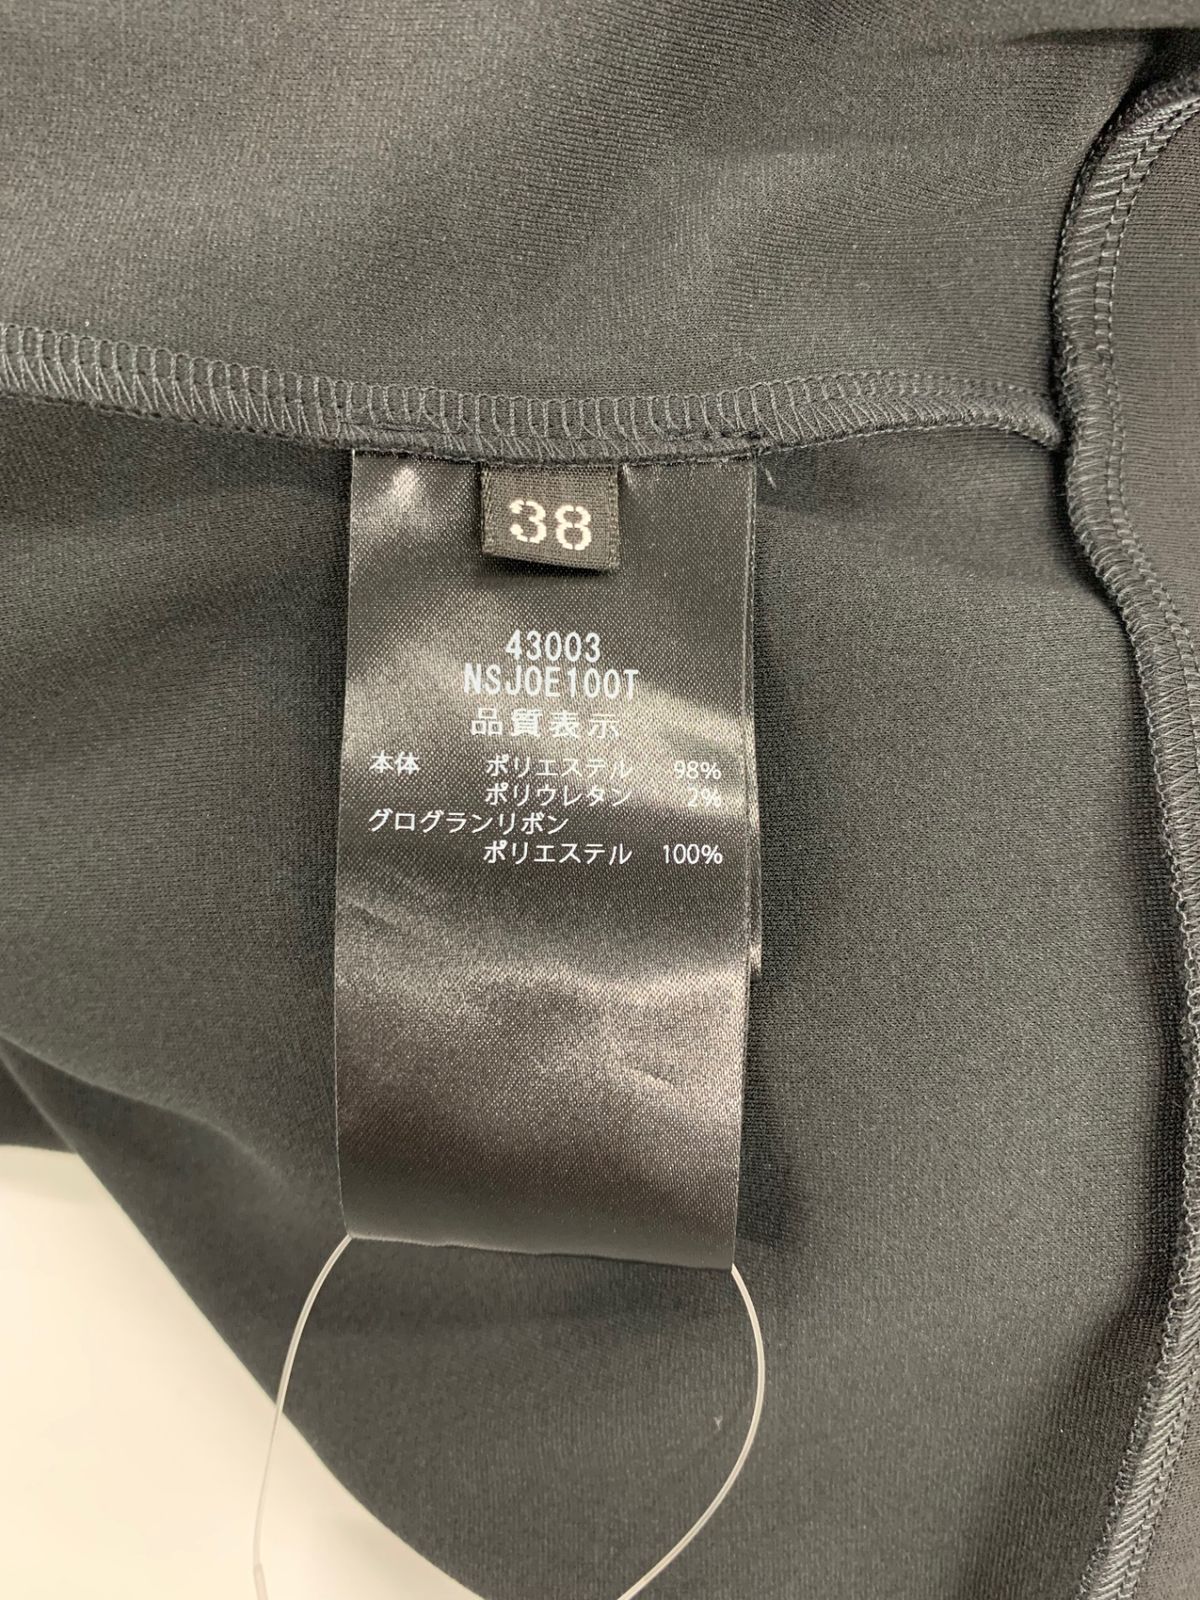 38
43003
NSJ0E100T
品質表示
本体 ポリエステル 98%
ポリウレタン 2%
グログランリボン
ポリエステル 100%